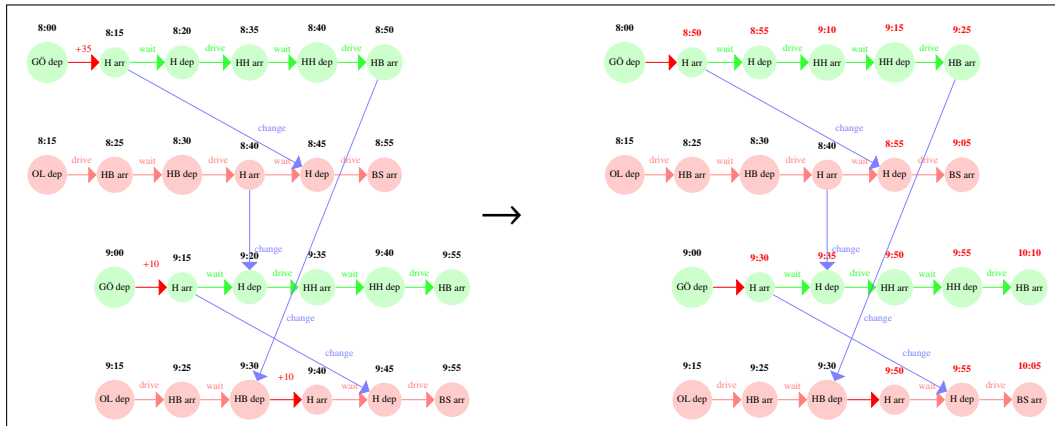 8:00 8:15 8:20 8:35 8:40 8:50
+35 wait drive wait drive
GÖ dep H arr H dep HH arr HH dep HB arr
change
8:15 8:25 8:30 8:40 8:45 8:55
drive wait drive wait drive
OL dep HB arr HB dep H arr H dep BS arr
change
9:00 9:15 9:20 9:35 9:40 9:55
+10 wait drive wait drive
GÖ dep H arr H dep HH arr HH dep HB arr
change
change
9:15 9:25 9:30 9:40 9:45 9:55
drive wait +10 wait drive
OL dep HB arr HB dep H arr H dep BS arr
→
8:00 8:50 8:55 9:10 9:15 9:25
wait drive wait drive
GÖ dep H arr H dep HH arr HH dep HB arr
change
8:15 8:25 8:30 8:40 8:55 9:05
drive wait drive wait drive
OL dep HB arr HB dep H arr H dep BS arr
change
9:00 9:30 9:35 9:50 9:55 10:10
wait drive wait drive
GÖ dep H arr H dep HH arr HH dep HB arr
change
change
9:15 9:25 9:30 9:50 9:55 10:05
drive wait wait drive
OL dep HB arr HB dep H arr H dep BS arr